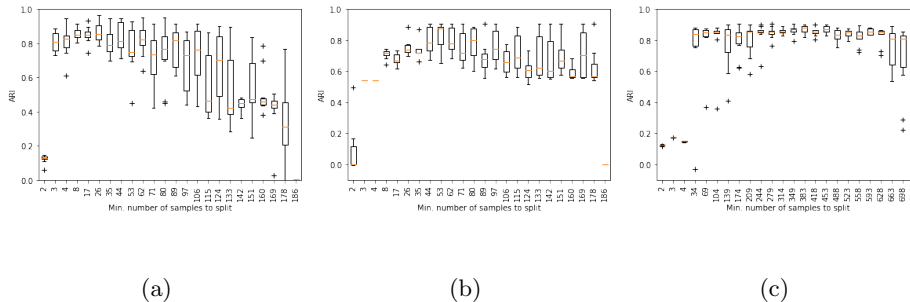 1.0
0.8
0.6
0.4
0.2
0.0
ARI
2 3 4 8 17 26 35 44 53 62 71 80 89 97 106 115 124 133 142 151 160 169 178 186
Min. number of samples to split
1.0
0.8
0.6
0.4
0.2
0.0
ARI
2 3 4 8 17 26 35 44 53 62 71 80 89 97 106 115 124 133 142 151 160 169 178 186
Min. number of samples to split
1.0
0.8
0.6
0.4
0.2
0.0
ARI
2 3 4 34 69 104 139 174 209 244 279 314 349 383 418 453 488 523 558 593 628 663 698
Min. number of samples to split
(a) (b) (c)